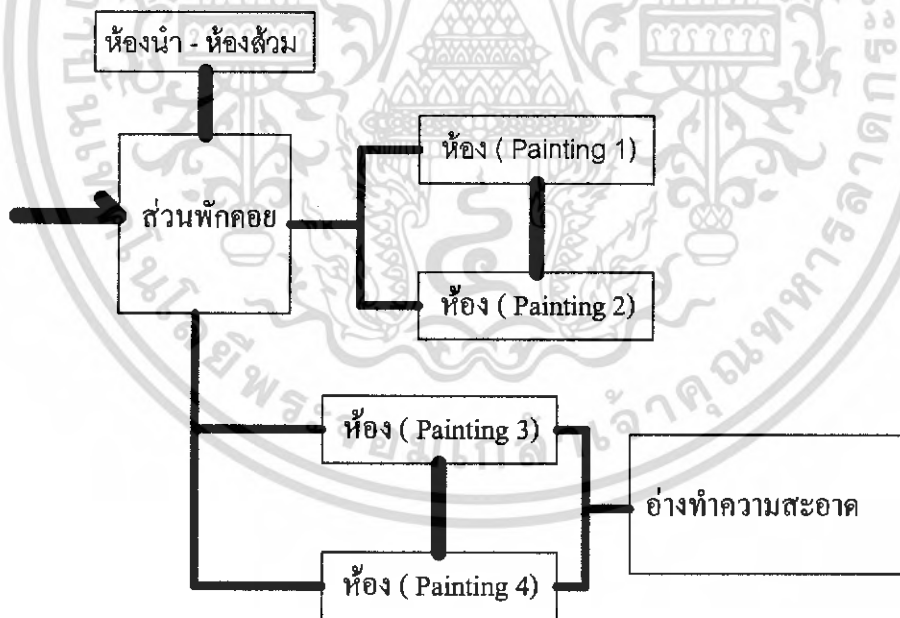 ห้องนำ - ห้องส้วม
ห้อง ( Painting 1)
ส่วนพักคอย
ห้อง ( Painting 2)
ห้อง ( Painting 3)
อ่างทำความสะอาด
ห้อง ( Painting 4)